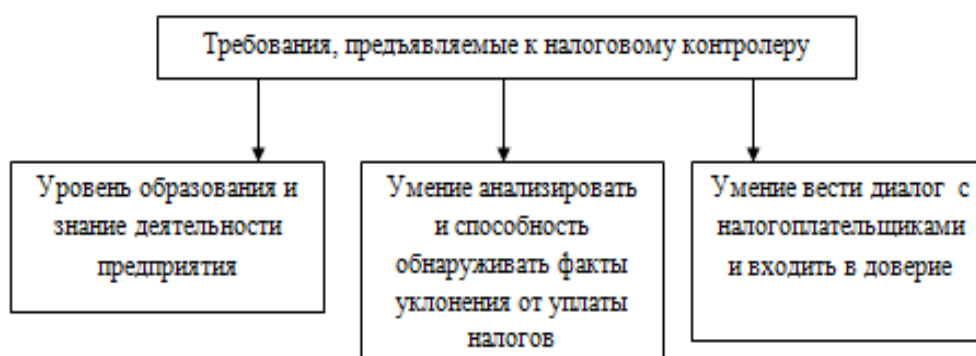 Требования, предъявляемые к налоговому контролеру
Уровень образования и
знание деятельности
предприятия
Умение анализировать
и способность
обнаруживать факты
уклонения от уплаты
налогов
Умение вести диалог с
налогоплательщиками
и входить в доверие